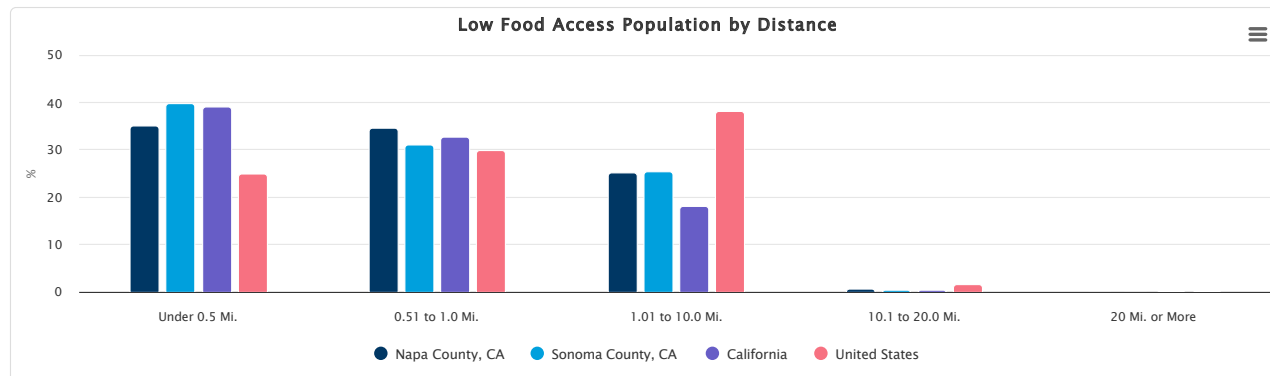 Low Food Access Population by Distance
50
40
30
20
10
0
%
Under 0.5 Mi.
0.51 to 1.0 Mi.
1.01 to 10.0 Mi.
10.1 to 20.0 Mi.
20 Mi. or More
Napa County, CA
Sonoma County, CA
California
United States